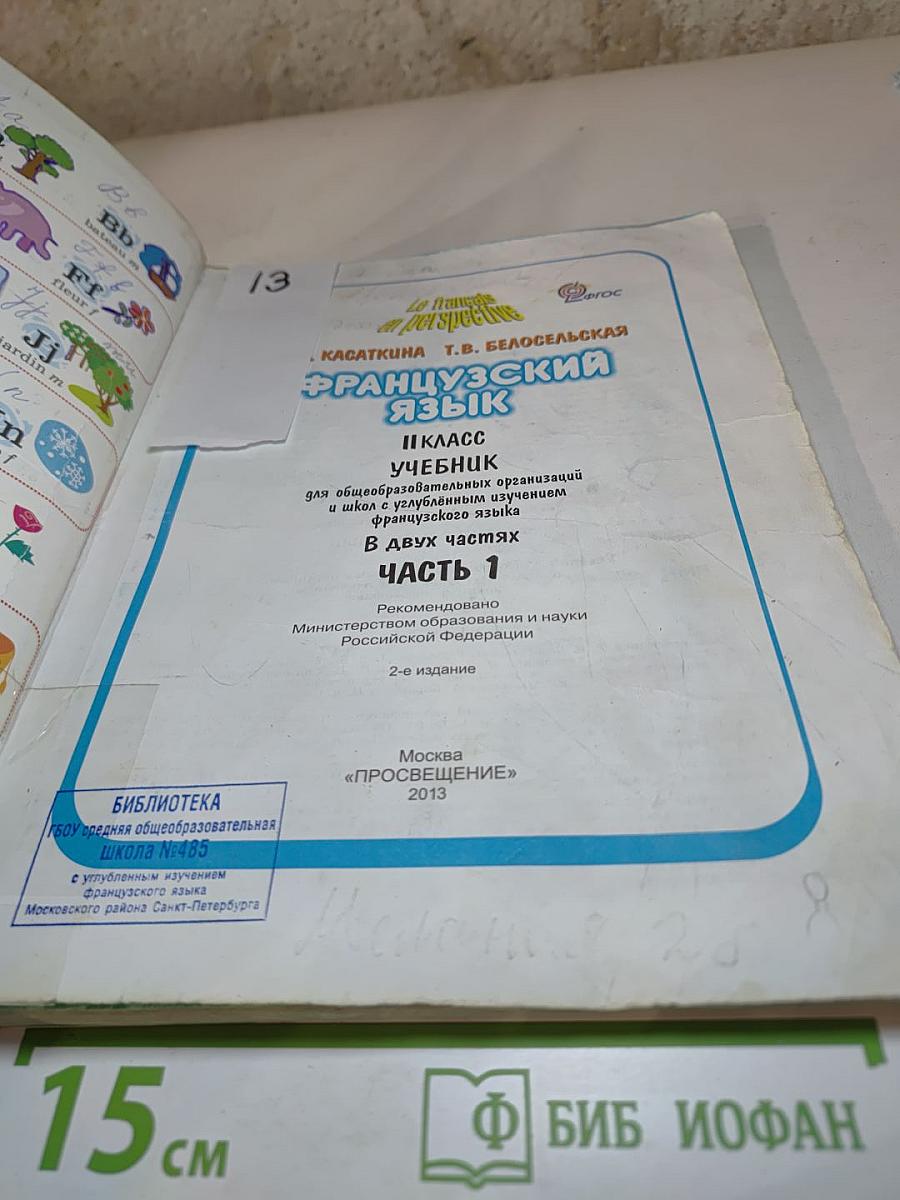 Bb
bateau m
Ff
fleur f
Jj
jardin m
13
Le français
en perspective
ФГОС
КАСАТКИНА Т.В. БЕЛОСЕЛЬСКАЯ
ФРАНЦУЗСКИЙ
ЯЗЫК
II КЛАСС
УЧЕБНИК
для общеобразовательных организаций
и школ с углублённым изучением
французского языка
В двух частях
ЧАСТЬ 1
Рекомендовано
Министерством образования и науки
Российской Федерации
2-е издание
Москва
«ПРОСВЕЩЕНИЕ»
2013
БИБЛИОТЕКА
ГБОУ средняя общеобразовательная
школа №485
с углубленным изучением
французского языка
Московского района Санкт-Петербурга
15 см
Ф БИБ ИОФАН